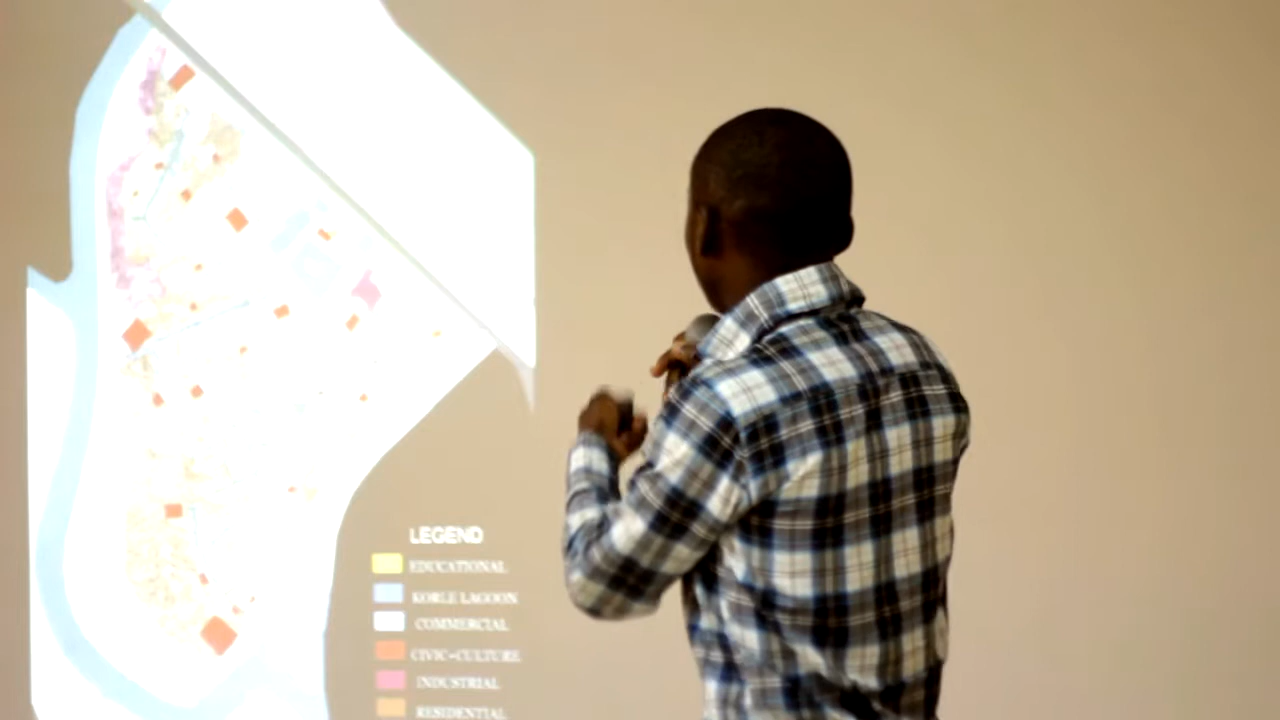 LEGEND
EDUCATIONAL
KORLE LAGOON
COMMERCIAL
CIVIC-CULTURE
INDUSTRIAL
RESIDENTIAL